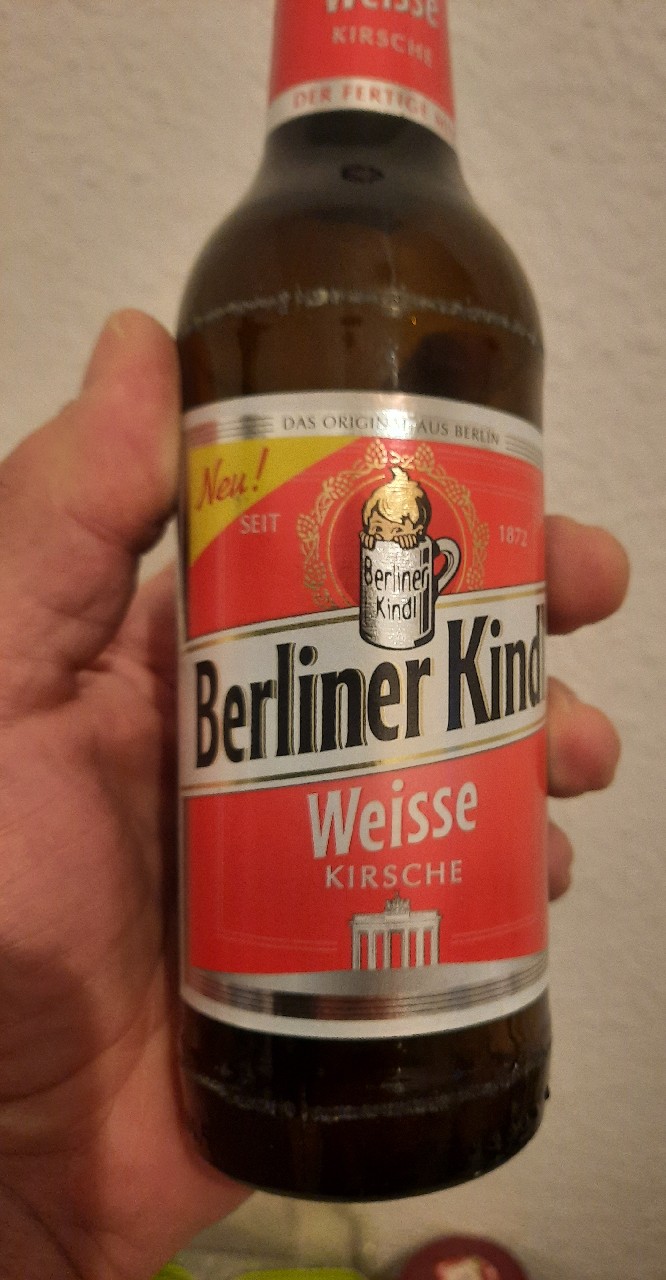 Weisse
KIRSCHE
DER FERTIGE
DAS ORIGINAL AUS BERLIN
Neu!
SEIT
1872
Berliner
Kindl
Berliner Kindl
Weisse
KIRSCHE